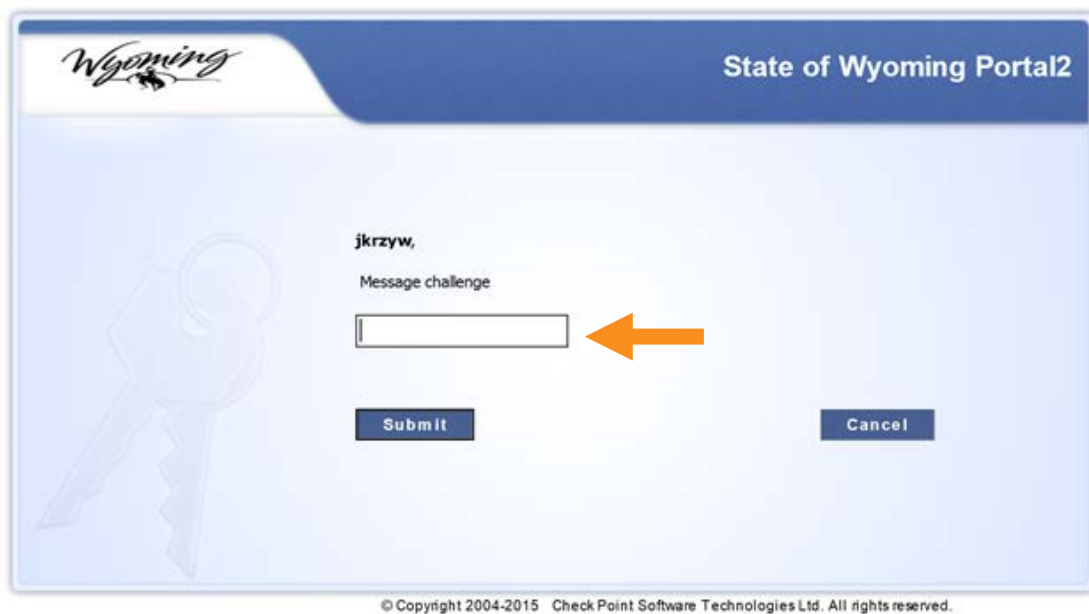 Wyoming
State of Wyoming Portal2
jkrzyw,
Message challenge
Submit
Cancel
© Copyright 2004-2015 Check Point Software Technologies Ltd. All rights reserved.